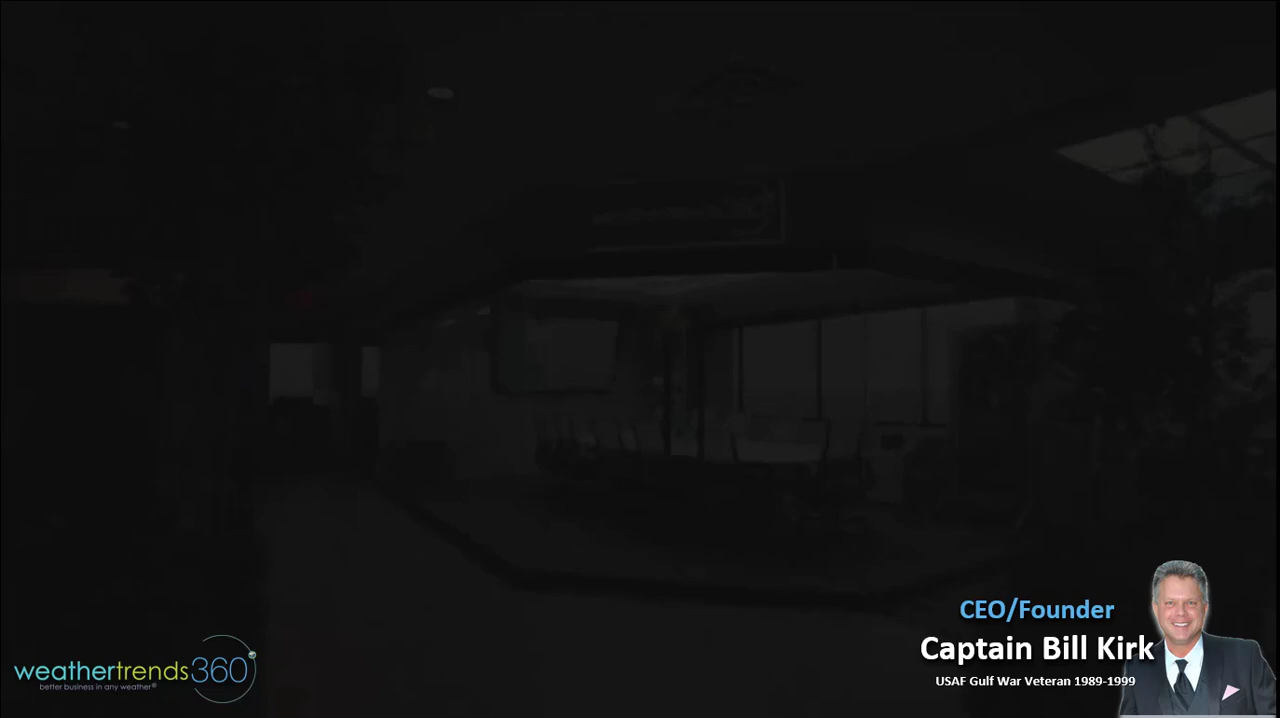 CEO/Founder
Captain Bill Kirk
USAF Gulf War Veteran 1989-1999
weathertrends360°
better business in any weather®